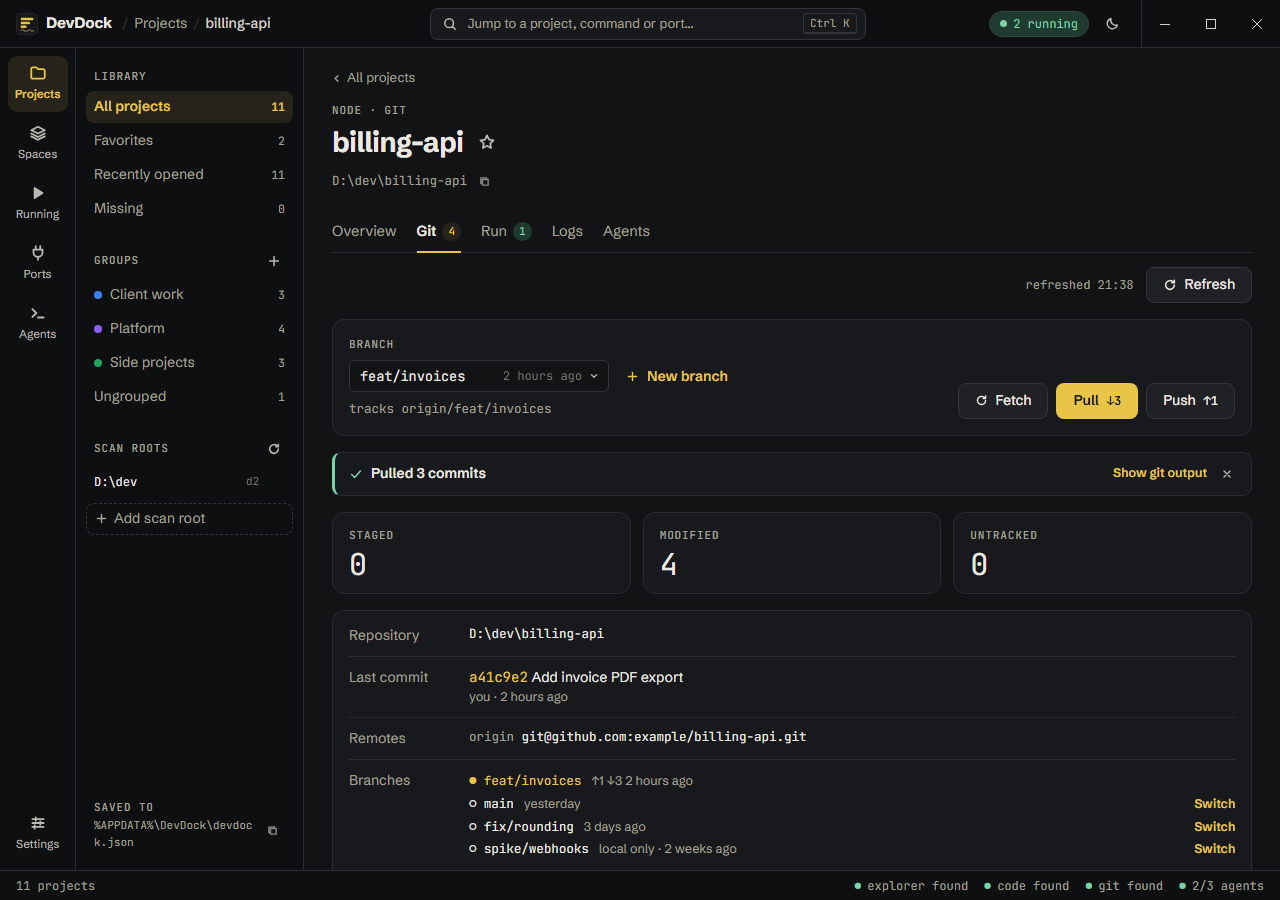 DevDock / Projects / billing-api
Jump to a project, command or port... Ctrl K
2 running
Projects
Spaces
Running
Ports
Agents
Settings
LIBRARY
All projects 11
Favorites 2
Recently opened 11
Missing 0
GROUPS
Client work 3
Platform 4
Side projects 3
Ungrouped 1
SCAN ROOTS
D:\dev d2
Add scan root
SAVED TO
%APPDATA%\DevDock\devdoc
k.json
All projects
NODE · GIT
billing-api
D:\dev\billing-api
Overview Git 4 Run 1 Logs Agents
refreshed 21:38 Refresh
BRANCH
feat/invoices 2 hours ago + New branch
tracks origin/feat/invoices
Fetch Pull ↓3 Push ↑1
Pulled 3 commits Show git output
STAGED
0
MODIFIED
4
UNTRACKED
0
Repository D:\dev\billing-api
Last commit a41c9e2 Add invoice PDF export
you · 2 hours ago
Remotes origin git@github.com:example/billing-api.git
Branches feat/invoices ↑1 ↓3 2 hours ago
main yesterday Switch
fix/rounding 3 days ago Switch
spike/webhooks local only · 2 weeks ago Switch
11 projects explorer found code found git found 2/3 agents